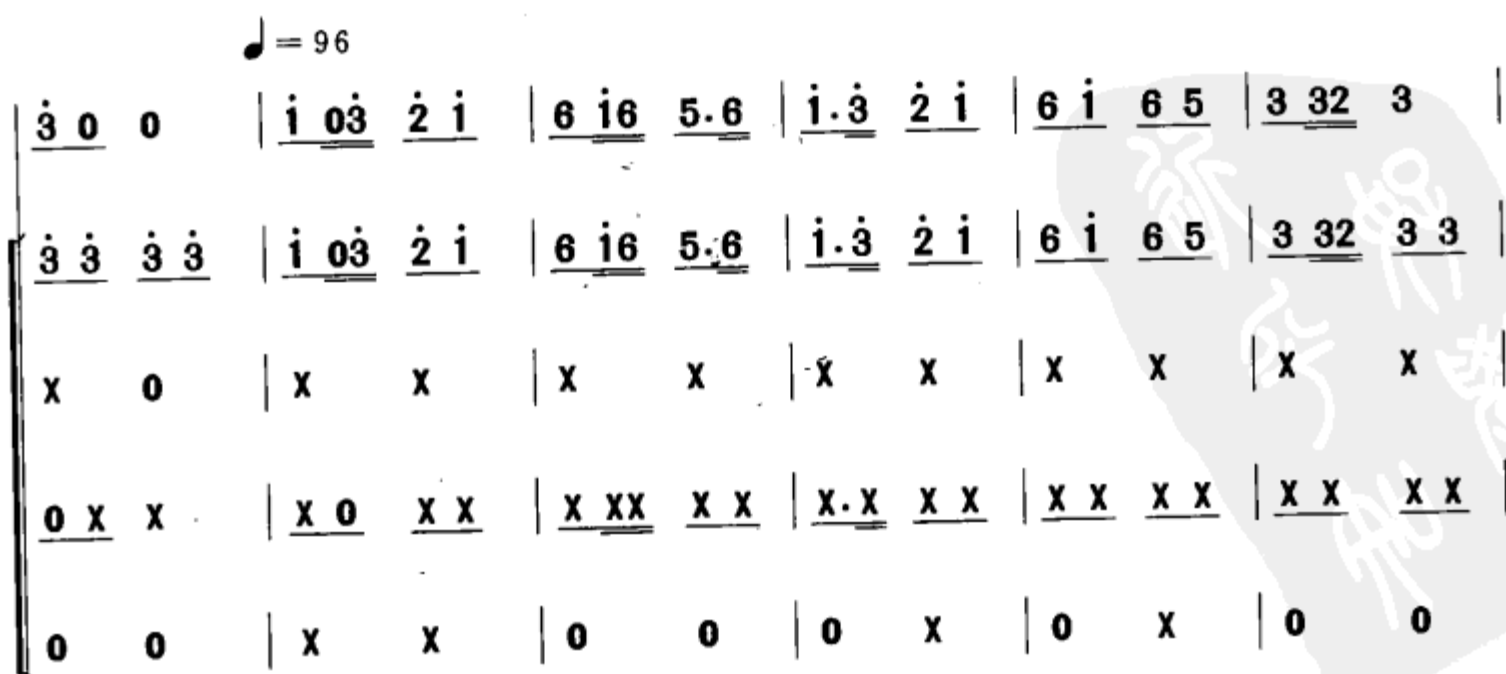 ♩= 96
3̇ 0 0 | i̇ 03̇ 2̇ i̇ | 6 i̇6 5.6 | i̇.3̇ 2̇ i̇ | 6 i̇ 6 5 | 3 32 3 |
3̇ 3̇ 3̇ 3̇ | i̇ 03̇ 2̇ i̇ | 6 i̇6 5.6 | i̇.3̇ 2̇ i̇ | 6 i̇ 6 5 | 3 32 3 3 |
X 0 | X X | X X | X X | X X | X X |
0 X X | X 0 X X | X XX X X | X.X X X | X X X X | X X X X |
0 0 | X X | 0 0 | 0 X | 0 X | 0 0